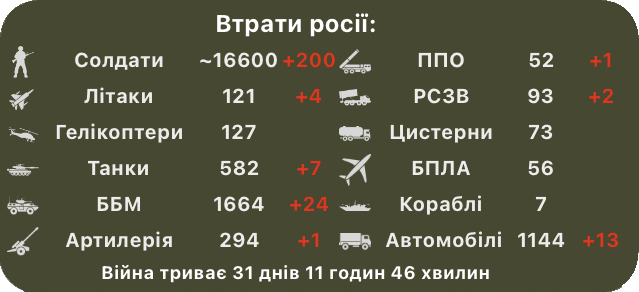 Втрати росії:
Солдати ~16600 +200 ППО 52 +1
Літаки 121 +4 РСЗВ 93 +2
Гелікоптери 127 Цистерни 73
Танки 582 +7 БПЛА 56
ББМ 1664 +24 Кораблі 7
Артилерія 294 +1 Автомобілі 1144 +13
Війна триває 31 днів 11 годин 46 хвилин